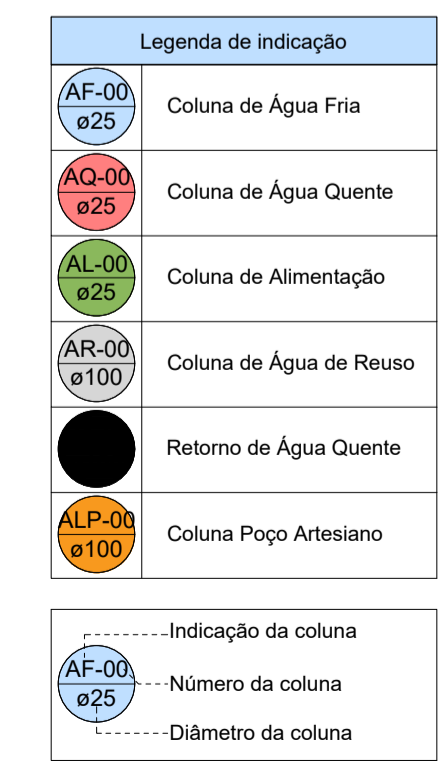 Legenda de indicação
AF-00
ø25
Coluna de Água Fria
AQ-00
ø25
Coluna de Água Quente
AL-00
ø25
Coluna de Alimentação
AR-00
ø100
Coluna de Água de Reuso
Retorno de Água Quente
ALP-00
ø100
Coluna Poço Artesiano
Indicação da coluna
AF-00
ø25
Número da coluna
Diâmetro da coluna